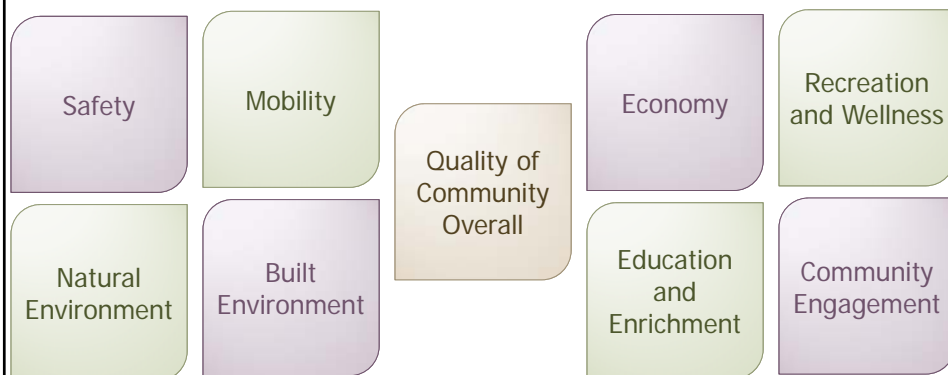 Safety
Mobility
Natural
Environment
Built
Environment
Quality of
Community
Overall
Economy
Recreation
and Wellness
Education
and
Enrichment
Community
Engagement